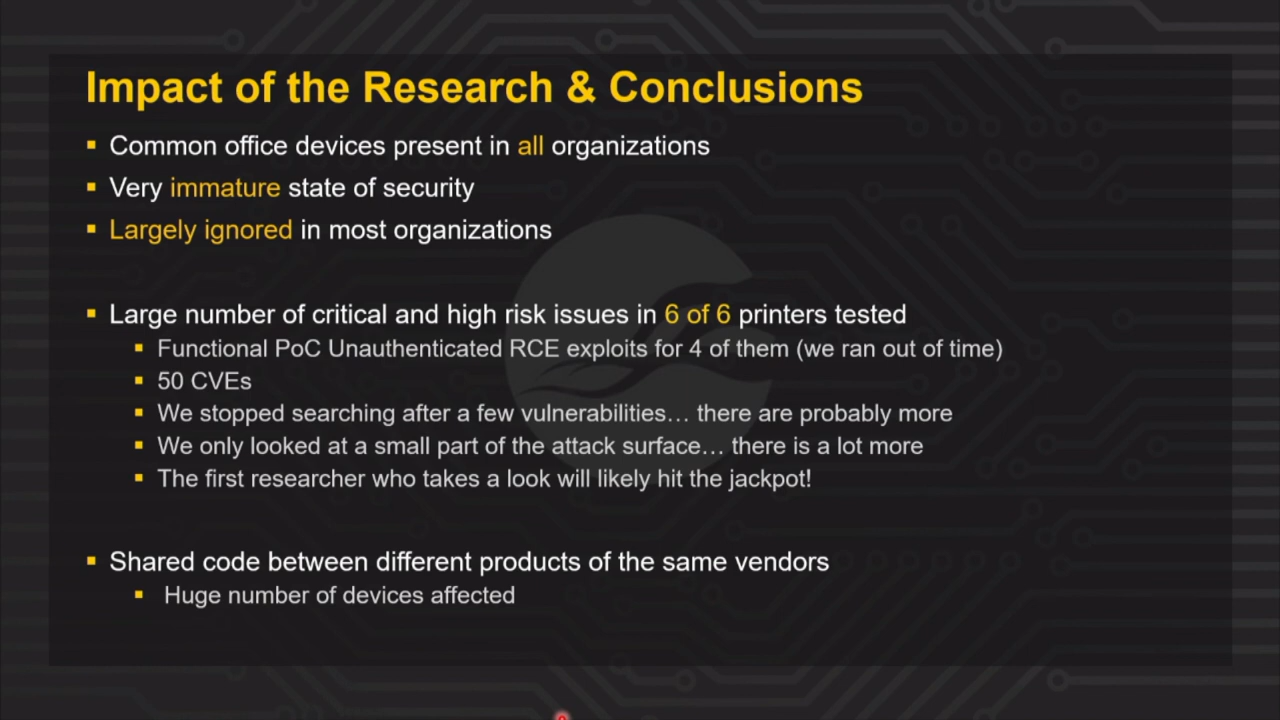 Impact of the Research & Conclusions
▪ Common office devices present in all organizations
▪ Very immature state of security
▪ Largely ignored in most organizations
▪ Large number of critical and high risk issues in 6 of 6 printers tested
▪ Functional PoC Unauthenticated RCE exploits for 4 of them (we ran out of time)
▪ 50 CVEs
▪ We stopped searching after a few vulnerabilities… there are probably more
▪ We only looked at a small part of the attack surface… there is a lot more
▪ The first researcher who takes a look will likely hit the jackpot!
▪ Shared code between different products of the same vendors
▪ Huge number of devices affected